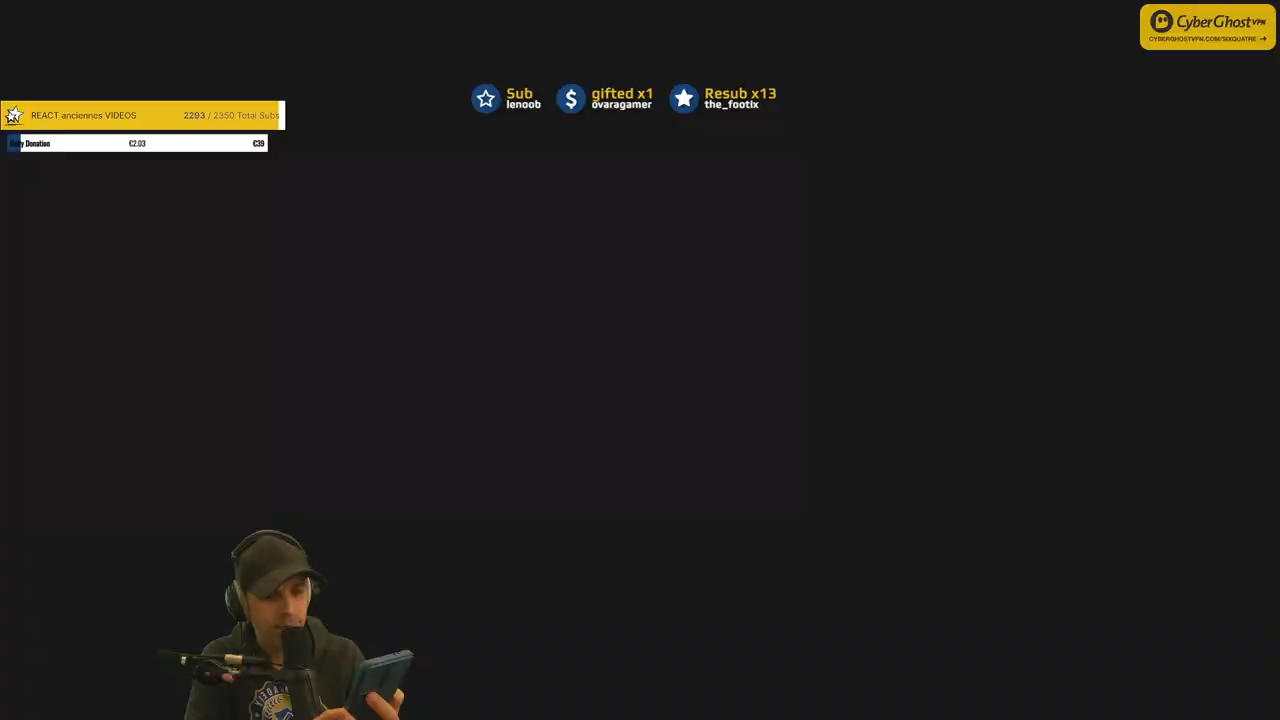 CyberGhost VPN
CYBERGHOSTVPN.COM/SIXQUATRE →
Sub
lenoob
gifted x1
ovaragamer
Resub x13
the_footix
REACT anciennes VIDEOS 2293 / 2350 Total Subs
Donation €2.03 €39